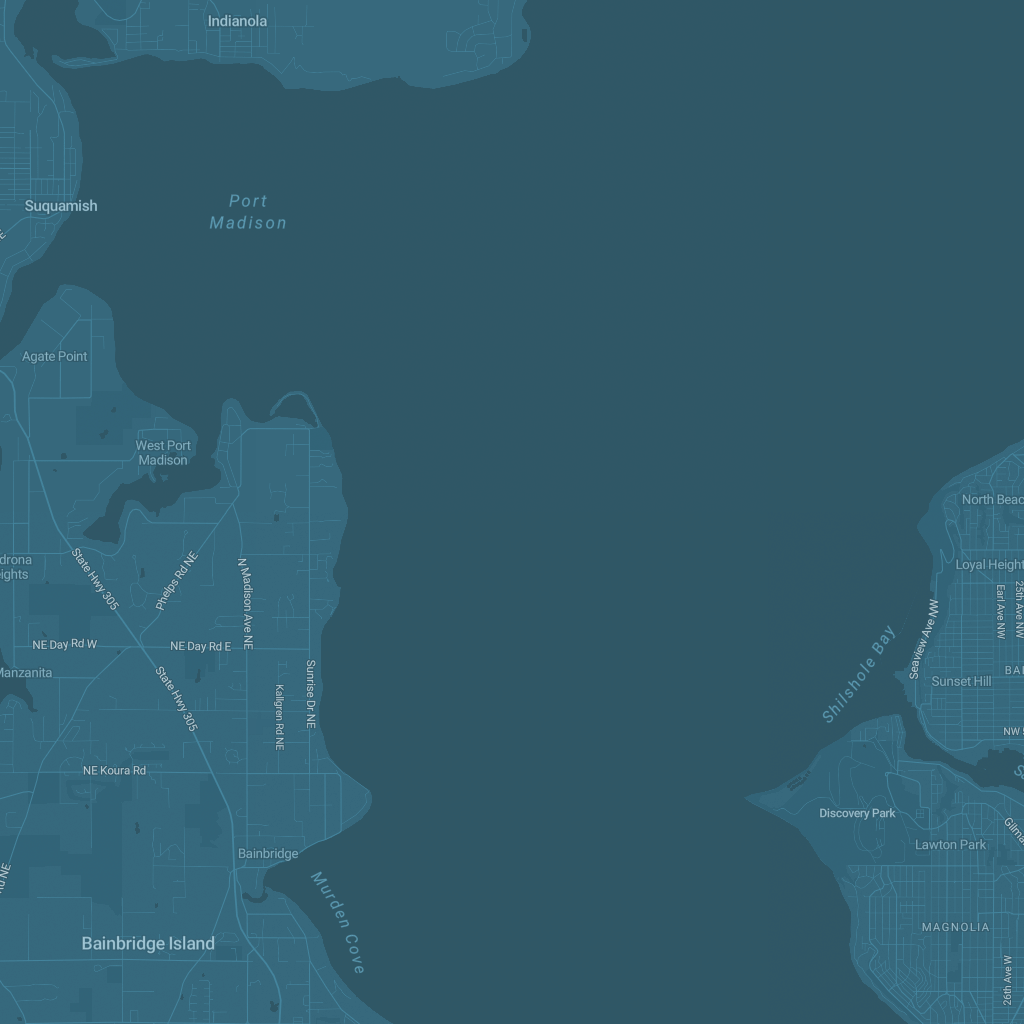 Indianola
Port
Madison
Suquamish
Agate Point
West Port
Madison
North Beac
Loyal Height
drona
ights
State Hwy 305
Phelps Rd NE
N Madison Ave NE
Earl Ave NW
25th Ave NW
Seaview Ave NW
NE Day Rd W
NE Day Rd E
Shilshole Bay
Manzanita
State Hwy 305
Kallgren Rd NE
Sunrise Dr NE
Sunset Hill
BAL
NW 5
NE Koura Rd
Discovery Park
Gilma
Lawton Park
Bainbridge
Murden Cove
MAGNOLIA
Bainbridge Island
26th Ave W